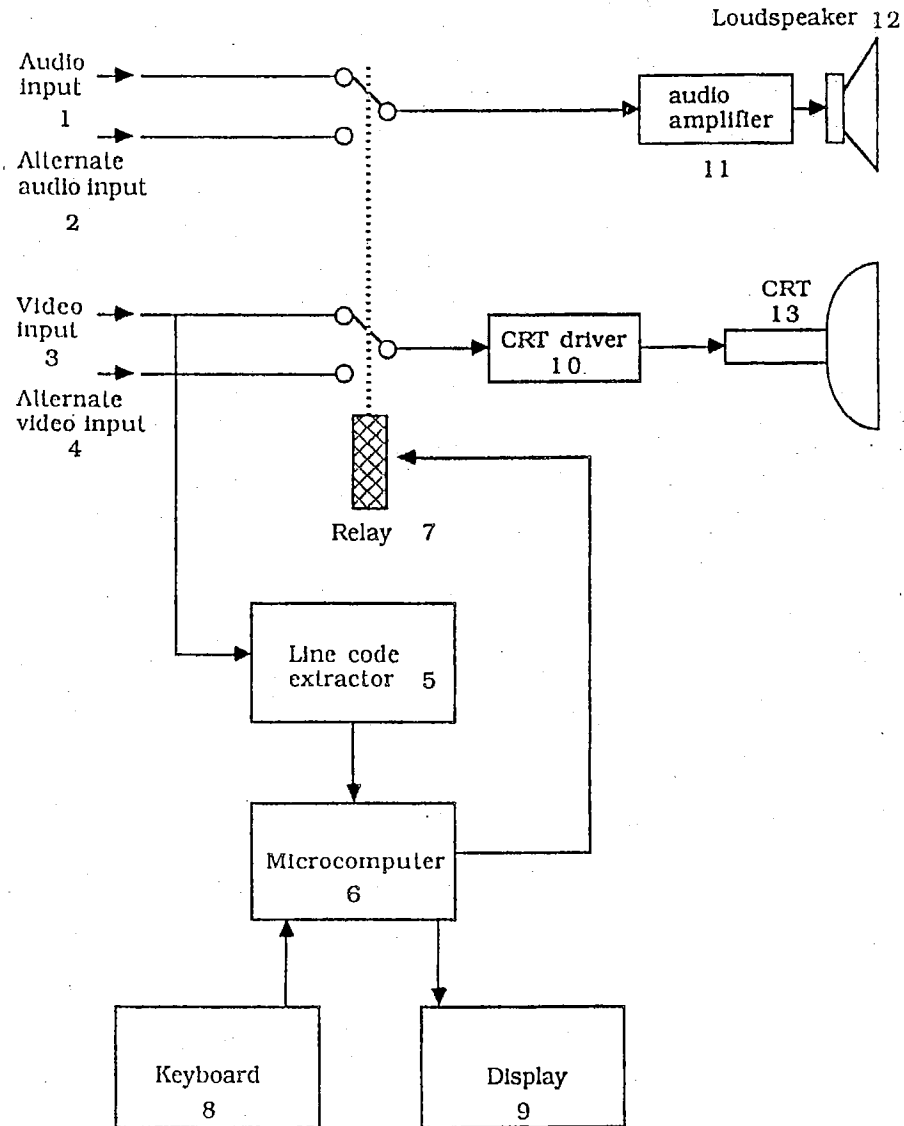 Loudspeaker 12
Audio
input
1
Alternate
audio input
2
audio
amplifier
11
Video
input
3
Alternate
video input
4
CRT
13
CRT driver
10.
Relay 7
Line code
extractor 5
Microcomputer
6
Keyboard
8
Display
9